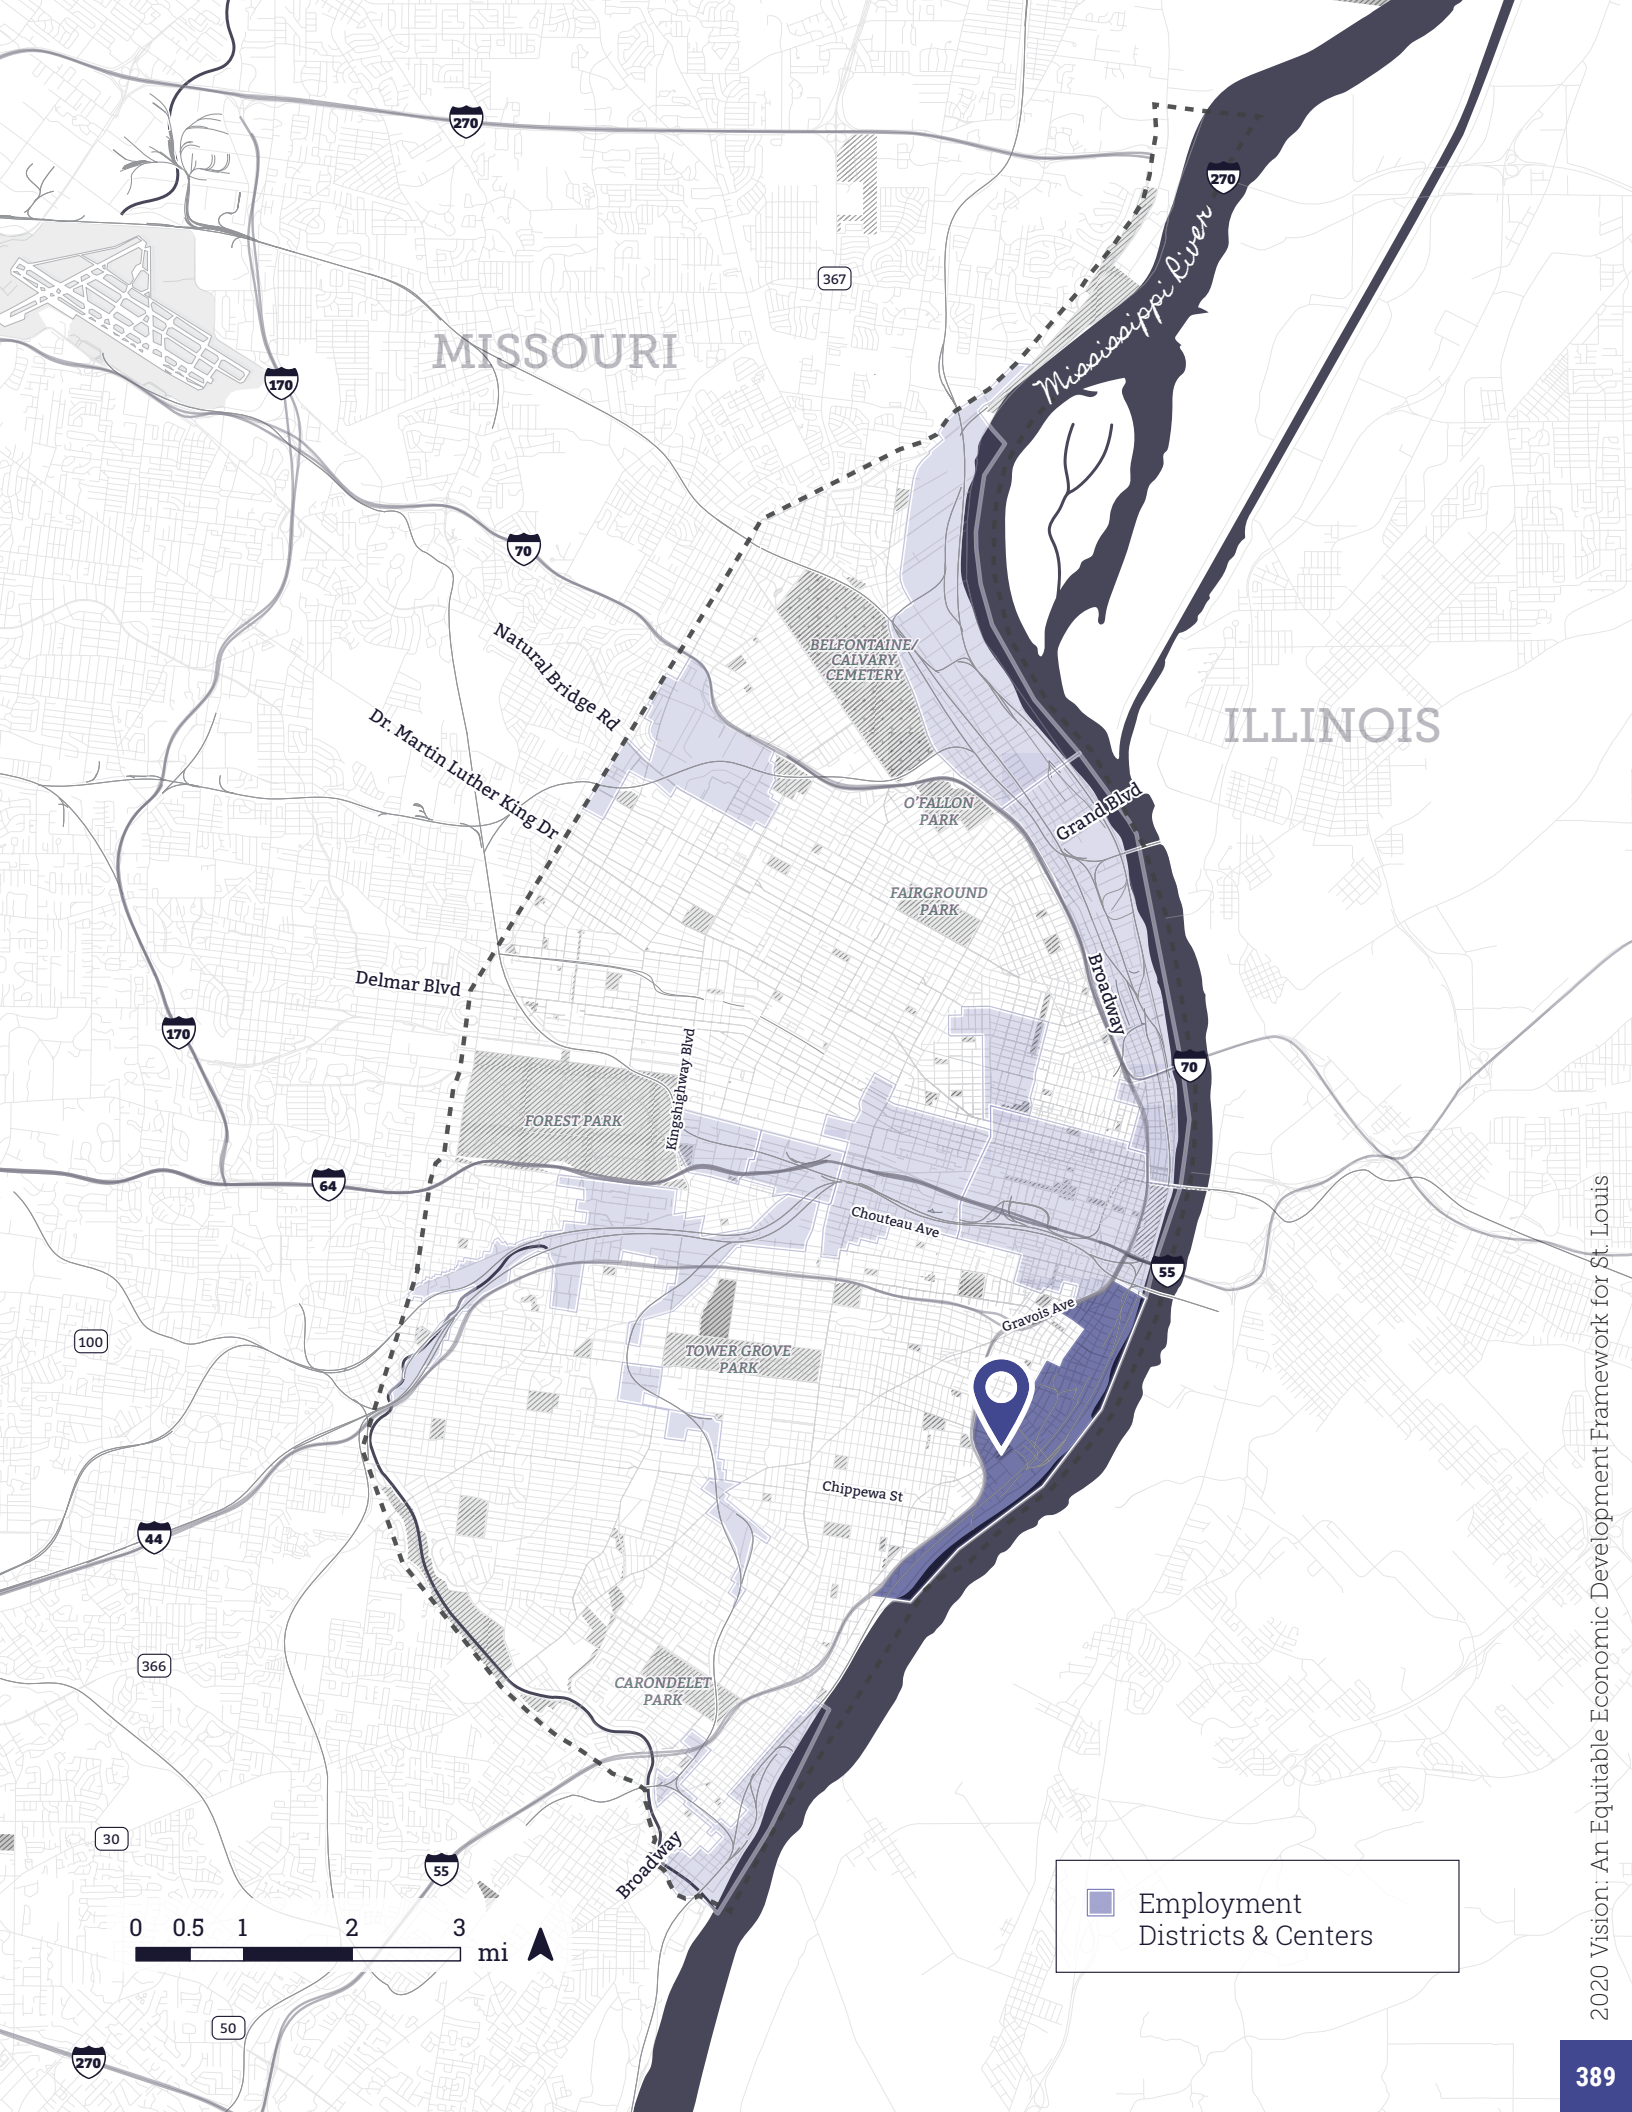 270
270
Mississippi River
367
MISSOURI
170
70
Natural Bridge Rd
BELFONTAINE/
CALVARY
CEMETERY
Dr. Martin Luther King Dr
ILLINOIS
O'FALLON
PARK
Grand Blvd
FAIRGROUND
PARK
Delmar Blvd
Broadway
170
Kingshighway Blvd
70
FOREST PARK
64
Chouteau Ave
55
Gravois Ave
100
TOWER GROVE
PARK
Chippewa St
44
366
CARONDELET
PARK
30
55
Broadway
Employment
Districts & Centers
0 0.5 1 2 3
mi
50
270
2020 Vision: An Equitable Economic Development Framework for St. Louis
389